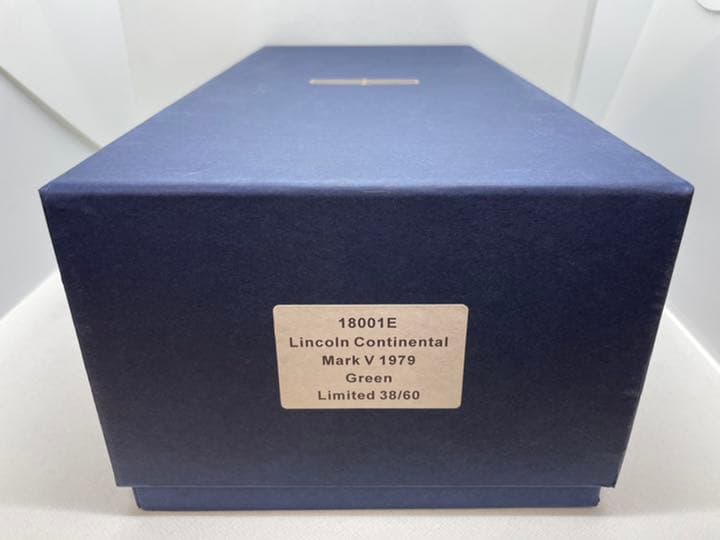 18001E
Lincoln Continental
Mark V 1979
Green
Limited 38/60